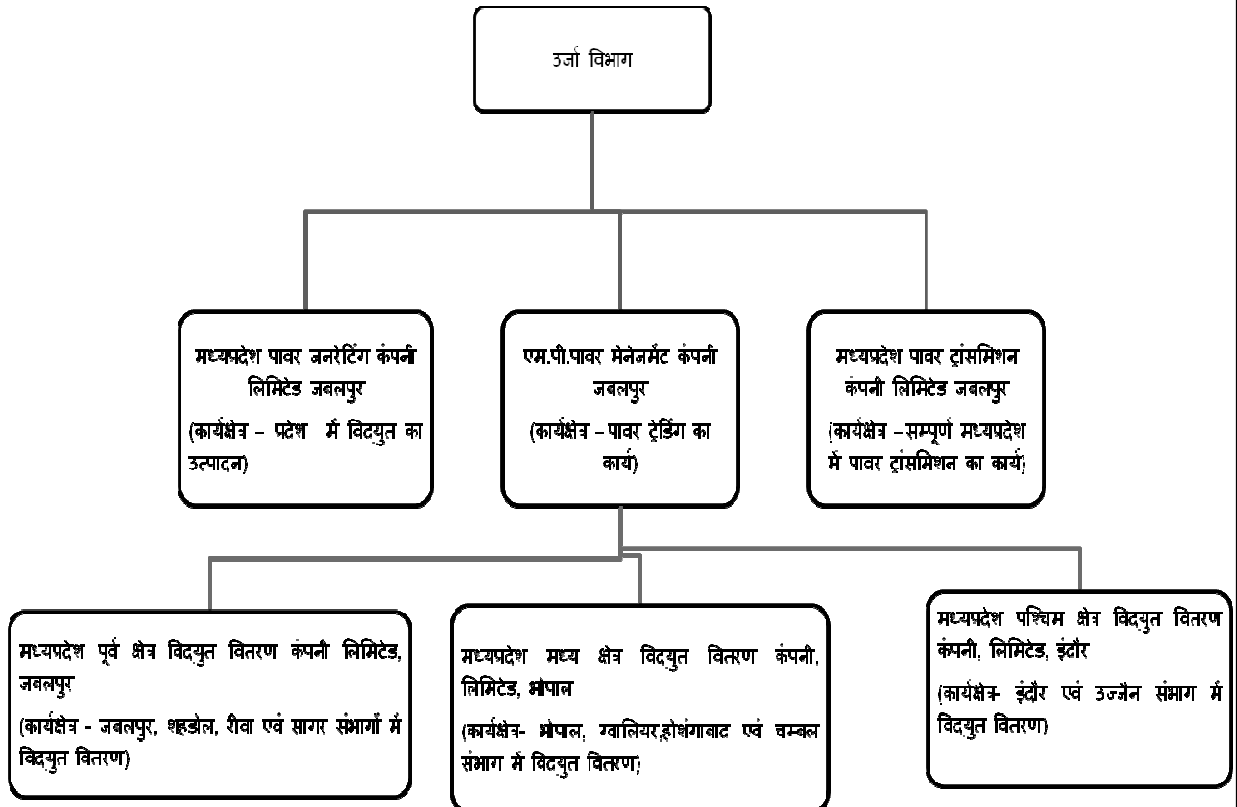 उर्जा विभाग
मध्यप्रदेश पावर जनरेटिंग कंपनी
लिमिटेड जबलपुर
(कार्यक्षेत्र – प्रदेश में विद्युत का
उत्पादन)
एम.पी.पावर मेनेजमेंट कंपनी
जबलपुर
(कार्यक्षेत्र – पावर ट्रेडिंग का
कार्य)
मध्यप्रदेश पावर ट्रांसमिशन
कंपनी लिमिटेड जबलपुर
(कार्यक्षेत्र –सम्पूर्ण मध्यप्रदेश
में पावर ट्रांसमिशन का कार्य)
मध्यप्रदेश पूर्व क्षेत्र विद्युत वितरण कंपनी लिमिटेड,
जबलपुर
(कार्यक्षेत्र - जबलपुर, शहडोल, रीवा एवं सागर संभागों में
विद्युत वितरण)
मध्यप्रदेश मध्य क्षेत्र विद्युत वितरण कंपनी,
लिमिटेड, भोपाल
(कार्यक्षेत्र- भोपाल, ग्वालियर,होशंगाबाद एवं चम्बल
संभाग में विद्युत वितरण)
मध्यप्रदेश पश्चिम क्षेत्र विद्युत वितरण
कंपनी, लिमिटेड, इंदौर
(कार्यक्षेत्र- इंदौर एवं उज्जैन संभाग में
विद्युत वितरण)